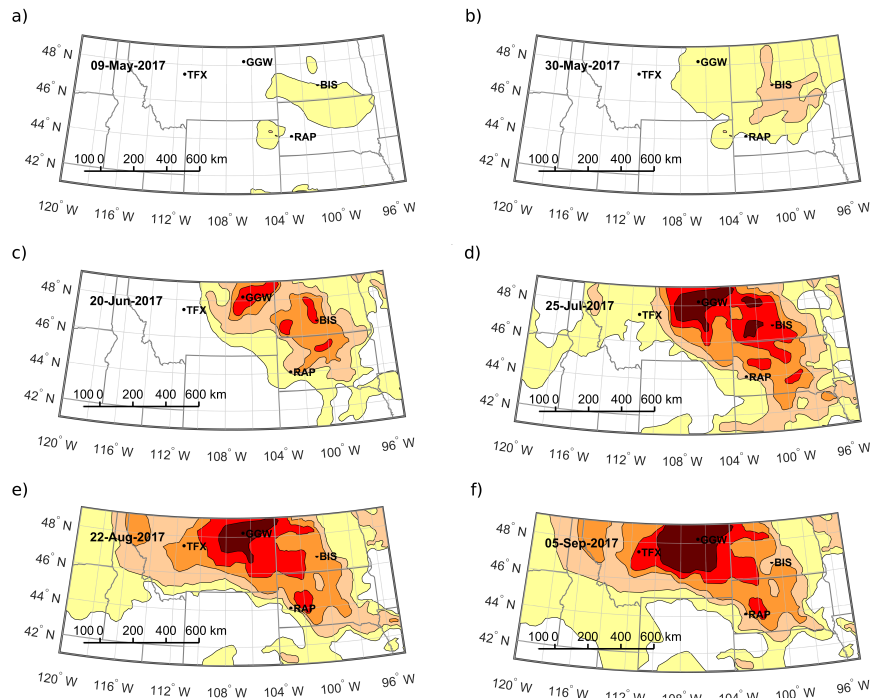 a)
09-May-2017
TFX
GGW
BIS
RAP
48° N
46° N
44° N
42° N
100 0 200 400 600 km
120° W
116° W
112° W
108° W
104° W
100° W
96° W
b)
30-May-2017
TFX
GGW
BIS
RAP
48° N
46° N
44° N
42° N
100 0 200 400 600 km
120° W
116° W
112° W
108° W
104° W
100° W
96° W
c)
20-Jun-2017
TFX
GGW
BIS
RAP
48° N
46° N
44° N
42° N
100 0 200 400 600 km
120° W
116° W
112° W
108° W
104° W
100° W
96° W
d)
25-Jul-2017
TFX
GGW
BIS
RAP
48° N
46° N
44° N
42° N
100 0 200 400 600 km
120° W
116° W
112° W
108° W
104° W
100° W
96° W
e)
22-Aug-2017
TFX
GGW
BIS
RAP
48° N
46° N
44° N
42° N
100 0 200 400 600 km
120° W
116° W
112° W
108° W
104° W
100° W
96° W
f)
05-Sep-2017
TFX
GGW
BIS
RAP
48° N
46° N
44° N
42° N
100 0 200 400 600 km
120° W
116° W
112° W
108° W
104° W
100° W
96° W